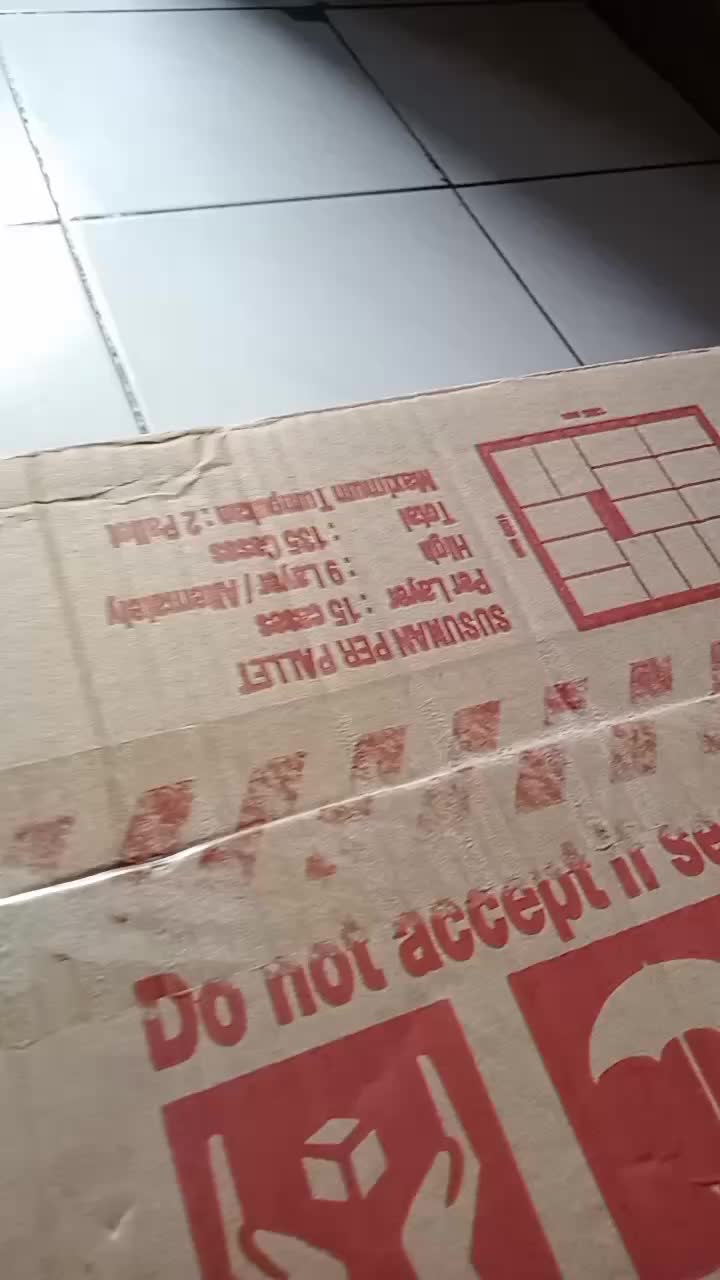 SUSUNAN PER PALLET
Per Layer : 15 cases
High : 9 Layer / Alternately
Total : 135 Cases
Maximum Tumpukan : 2 Pallet
Do not accept if se